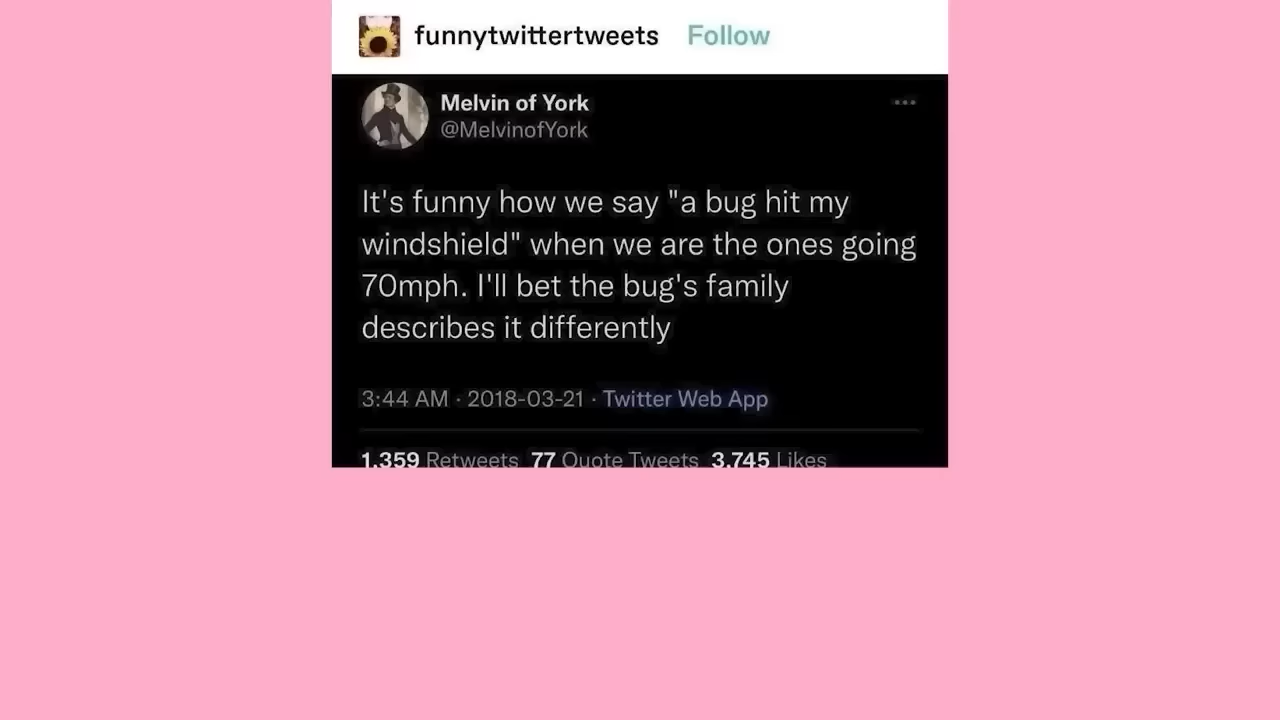 funnytwittertweets Follow
Melvin of York
@MelvinofYork
It's funny how we say "a bug hit my
windshield" when we are the ones going
70mph. I'll bet the bug's family
describes it differently
3:44 AM · 2018-03-21 · Twitter Web App
1,359 Retweets 77 Quote Tweets 3,745 Likes